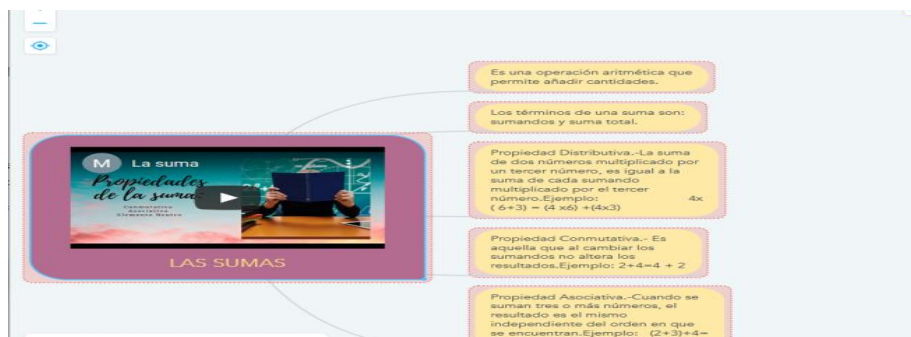 M La suma
Propiedades
de la suma:
Conmutativa
Asociativa
Elemento Neutro
LAS SUMAS
Es una operación aritmética que
permite añadir cantidades.
Los términos de una suma son:
sumandos y suma total.
Propiedad Distributiva.-La suma
de dos números multiplicado por
un tercer número, es igual a la
suma de cada sumando
multiplicado por el tercer
número.Ejemplo: 4x
( 6+3) = (4 x6) +(4x3)
Propiedad Conmutativa.- Es
aquella que al cambiar los
sumandos no altera los
resultados.Ejemplo: 2+4=4 + 2
Propiedad Asociativa.-Cuando se
suman tres o más números, el
resultado es el mismo
independiente del orden en que
se encuentran.Ejemplo: (2+3)+4=